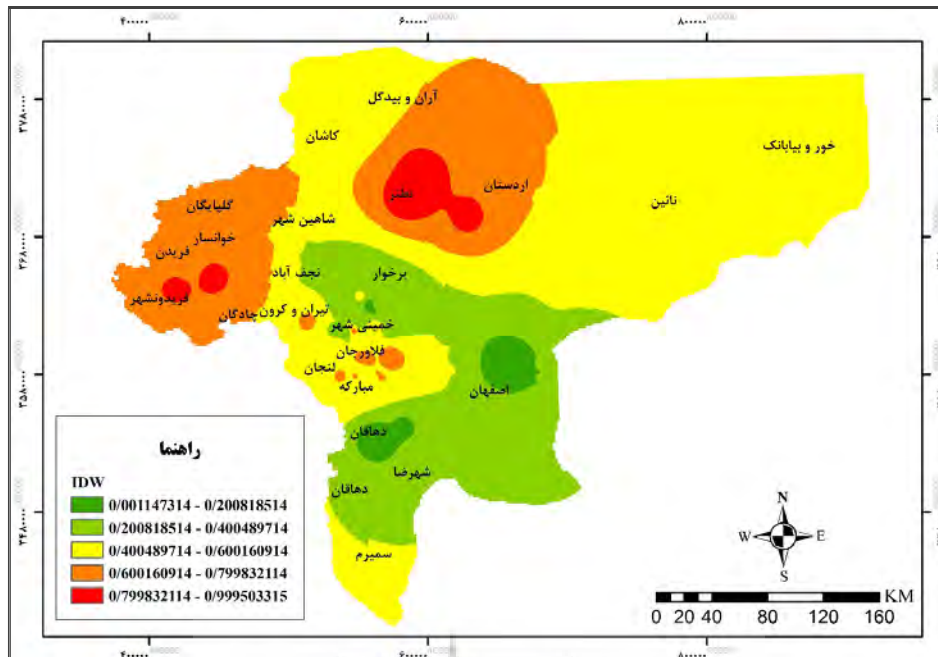 ۴۰۰۰۰۰
۶۰۰۰۰۰
۸۰۰۰۰۰
۳۷۸۰۰۰۰
۳۶۸۰۰۰۰
۳۵۸۰۰۰۰
۳۴۸۰۰۰۰
آران و بیدگل
کاشان
خور و بیابانک
نطنز
اردستان
نائین
گلپایگان
خوانسار
شاهین شهر
فریدن
برخوار
نجف آباد
فریدونشهر
تیران و کرون
چادگان
خمینی شهر
فلاورجان
لنجان
مبارکه
اصفهان
دهاقان
شهرضا
دهاقان
سمیرم
راهنما
IDW
0/001147314 - 0/200818514
0/200818514 - 0/400489714
0/400489714 - 0/600160914
0/600160914 - 0/799832114
0/799832114 - 0/999503315
N
W E
S
KM
0 20 40 80 120 160
۴۰۰۰۰۰
۶۰۰۰۰۰
۸۰۰۰۰۰